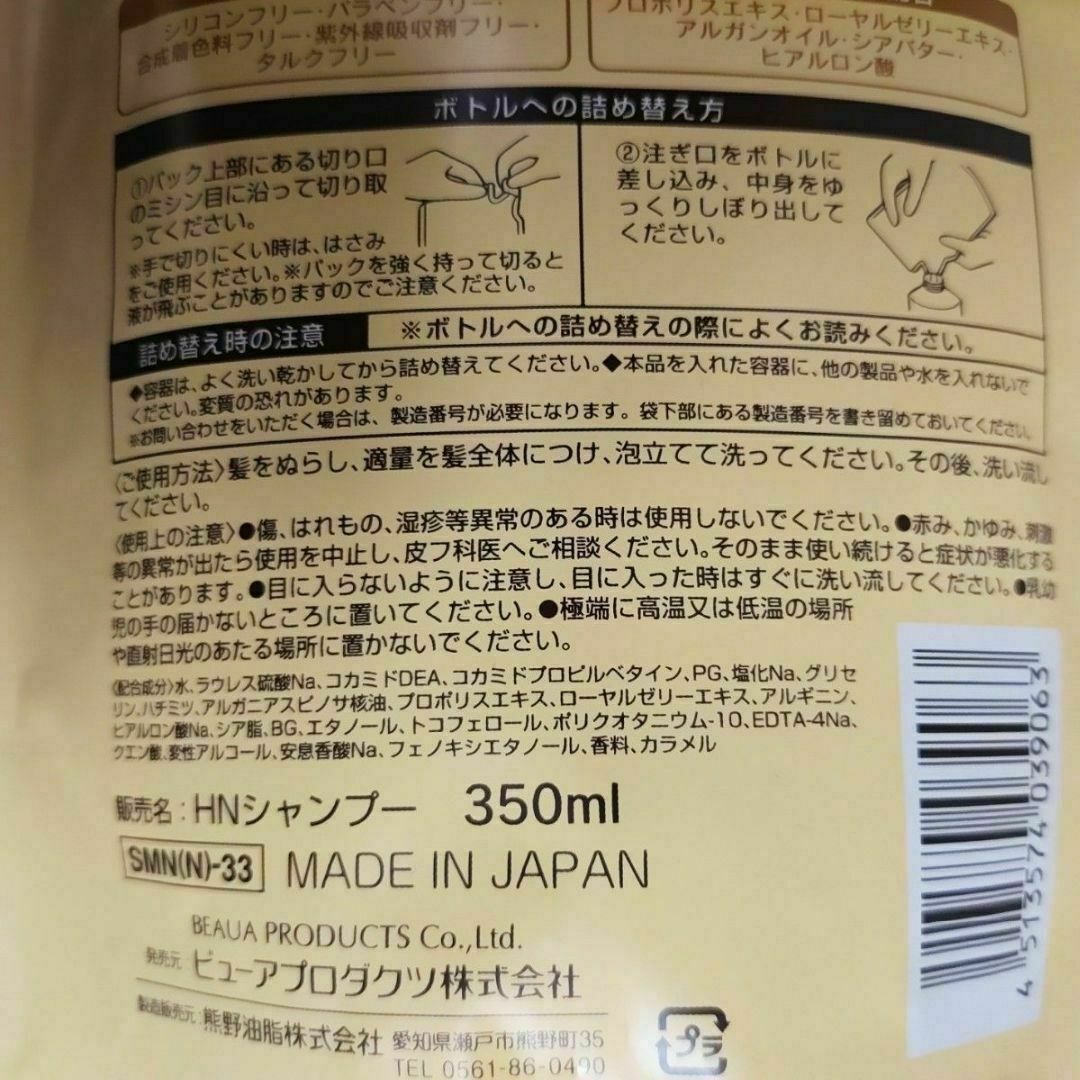 シリコンフリー・パラベンフリー・
合成着色料フリー・紫外線吸収剤フリー・
タルクフリー
プロポリスエキス・ローヤルゼリーエキス・
アルガンオイル・シアバター・
ヒアルロン酸
ボトルへの詰め替え方
①パック上部にある切り口
のミシン目に沿って切り取
ってください。
※手で切りにくい時は、はさみ
をご使用ください。※パックを強く持って切ると
液が飛ぶことがありますのでご注意ください。
②注ぎ口をボトルに
差し込み、中身をゆ
っくりしぼり出して
ください。
詰め替え時の注意
※ボトルへの詰め替えの際によくお読みください。
◆容器は、よく洗い乾かしてから詰め替えてください。◆本品を入れた容器に、他の製品や水を入れないで
ください。変質の恐れがあります。
※お問い合わせをいただく場合は、製造番号が必要になります。袋下部にある製造番号を書き留めておいてください。
〈ご使用方法〉髪をぬらし、適量を髪全体につけ、泡立てて洗ってください。その後、洗い流し
てください。
〈使用上の注意〉●傷、はれもの、湿疹等異常のある時は使用しないでください。●赤み、かゆみ、刺激
等の異常が出たら使用を中止し、皮フ科医へご相談ください。そのまま使い続けると症状が悪化する
ことがあります。●目に入らないように注意し、目に入った時はすぐに洗い流してください。●乳幼
児の手の届かないところに置いてください。●極端に高温又は低温の場所
や直射日光のあたる場所に置かないでください。
〈配合成分〉水、ラウレス硫酸Na、コカミドDEA、コカミドプロピルベタイン、PG、塩化Na、グリセ
リン、ハチミツ、アルガニアスピノサ核油、プロポリスエキス、ローヤルゼリーエキス、アルギニン、
ヒアルロン酸Na、シア脂、BG、エタノール、トコフェロール、ポリクオタニウム-10、EDTA-4Na、
クエン酸、変性アルコール、安息香酸Na、フェノキシエタノール、香料、カラメル
販売名：HNシャンプー 350ml
SMN(N)-33 MADE IN JAPAN
BEAUA PRODUCTS Co.,Ltd.
発売元 ビューアプロダクツ株式会社
製造販売元：熊野油脂株式会社 愛知県瀬戸市熊野町35
TEL 0561-86-0490
プラ
4 513574 039063